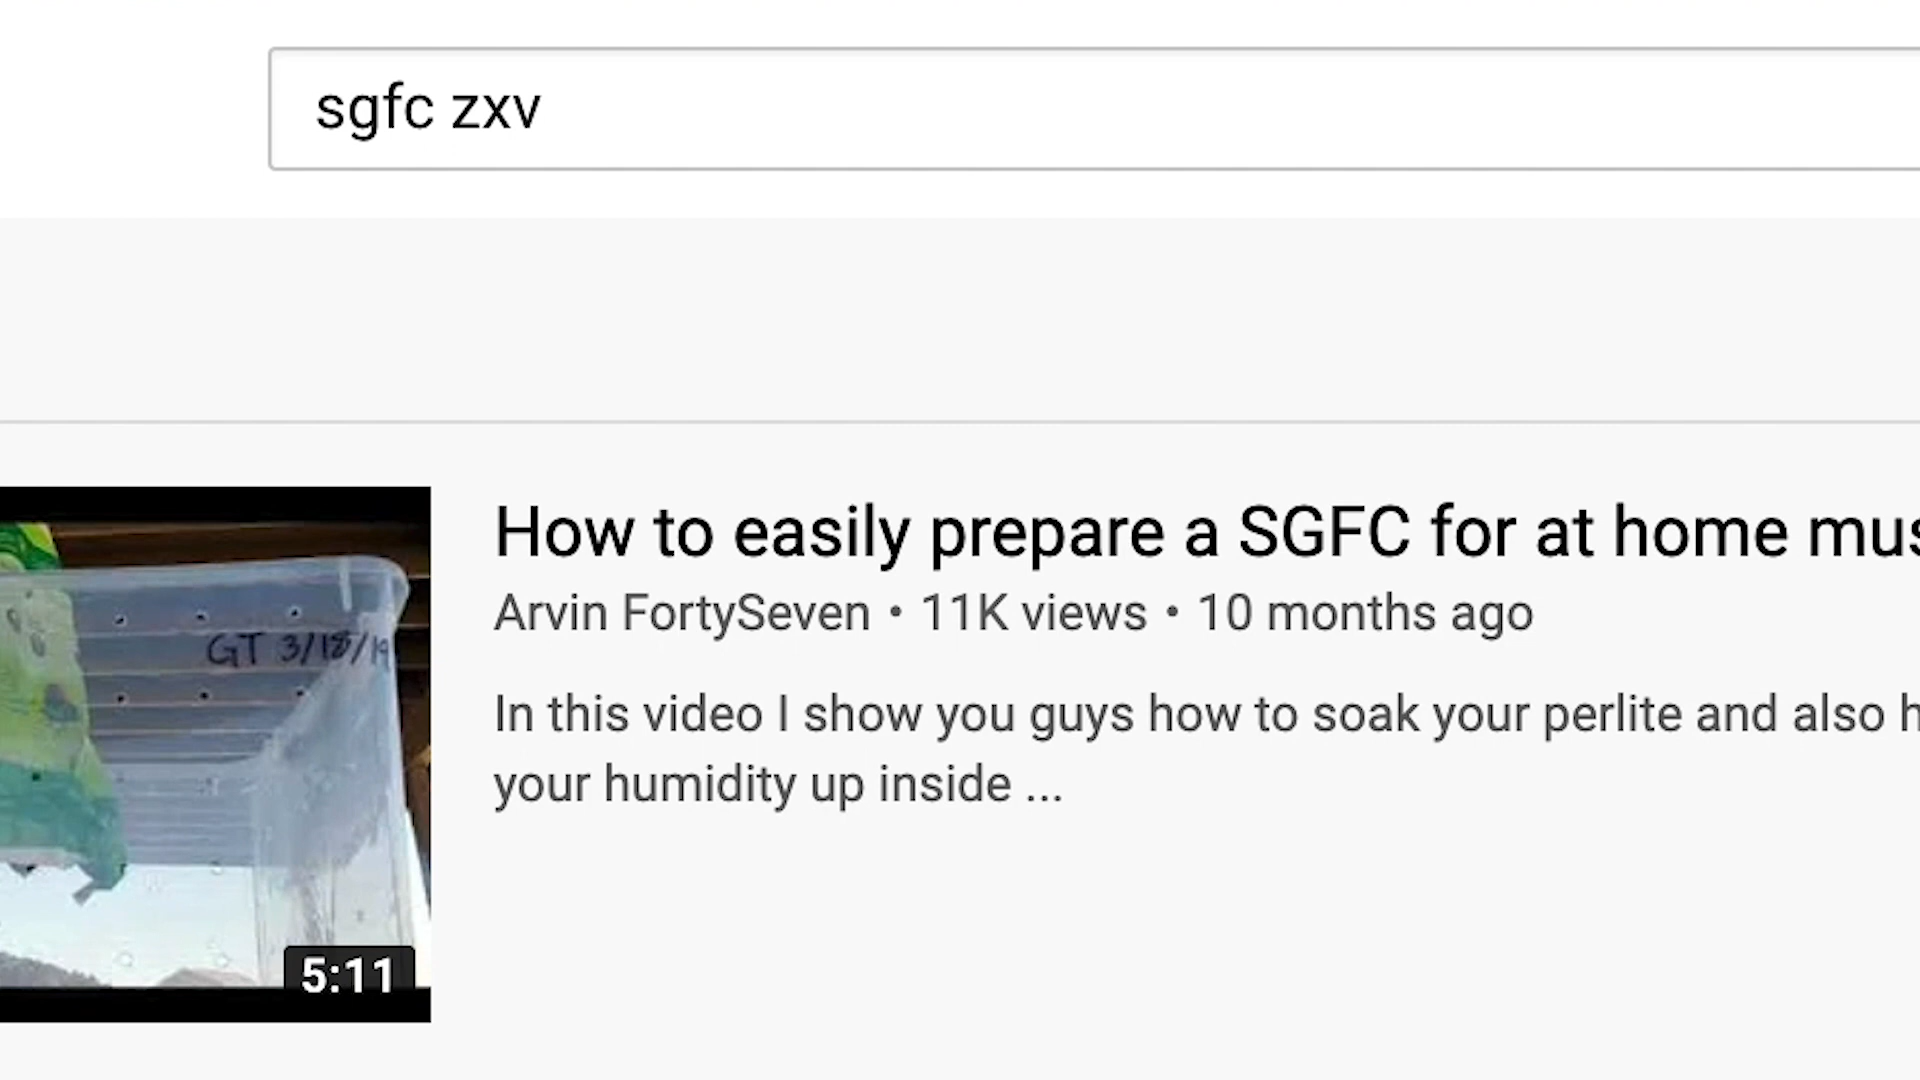 sgfc zxv
How to easily prepare a SGFC for at home
Arvin FortySeven • 11K views • 10 months ago
In this video I show you guys how to soak your perlite and also
your humidity up inside ...
GT 3/18/19
5:11